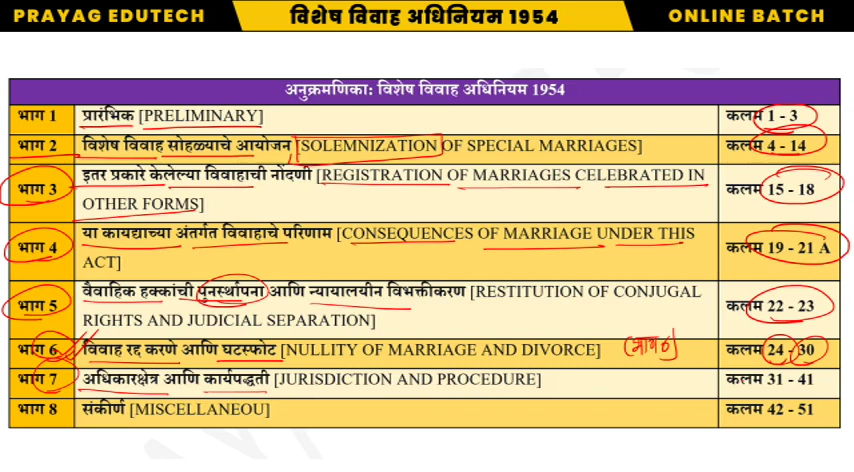 PRAYAG EDUTECH
विशेष विवाह अधिनियम 1954
ONLINE BATCH
अनुक्रमणिका: विशेष विवाह अधिनियम 1954
भाग 1 प्रारंभिक [PRELIMINARY] कलम 1 - 3
भाग 2 विशेष विवाह सोहळ्याचे आयोजन [SOLEMNIZATION OF SPECIAL MARRIAGES] कलम 4 - 14
भाग 3 इतर प्रकारे केलेल्या विवाहाची नोंदणी [REGISTRATION OF MARRIAGES CELEBRATED IN कलम 15 - 18
OTHER FORMS]
भाग 4 या कायद्याच्या अंतर्गत विवाहाचे परिणाम [CONSEQUENCES OF MARRIAGE UNDER THIS कलम 19 - 21 A
ACT]
भाग 5 वैवाहिक हक्कांची पुनर्स्थापना आणि न्यायालयीन विभक्तीकरण [RESTITUTION OF CONJUGAL कलम 22 - 23
RIGHTS AND JUDICIAL SEPARATION]
भाग 6 विवाह रद्द करणे आणि घटस्फोट [NULLITY OF MARRIAGE AND DIVORCE] कलम 24 - 30
भाग 7 अधिकारक्षेत्र आणि कार्यपद्धती [JURISDICTION AND PROCEDURE] कलम 31 - 41
भाग 8 संकीर्ण [MISCELLANEOU] कलम 42 - 51